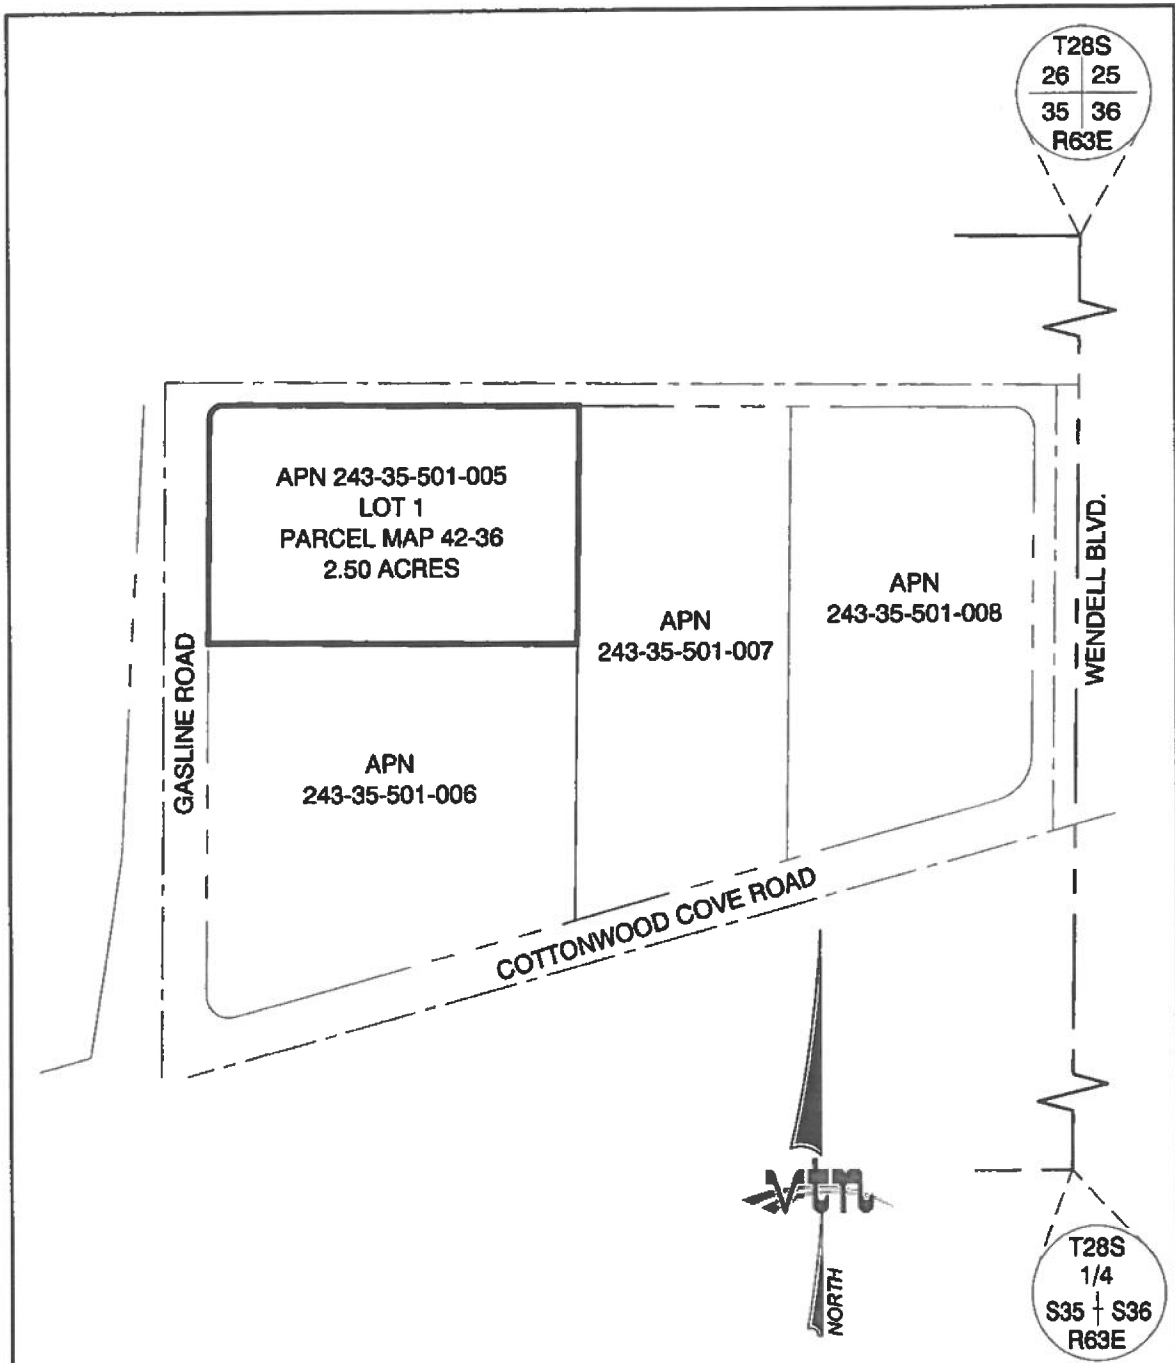 T28S
26 25
35 36
R63E
APN 243-35-501-005
LOT 1
PARCEL MAP 42-36
2.50 ACRES
WENDELL BLVD.
APN
243-35-501-008
APN
243-35-501-007
GASLINE ROAD
APN
243-35-501-006
COTTONWOOD COVE ROAD
vtn
NORTH
T28S
1/4
S35 S36
R63E